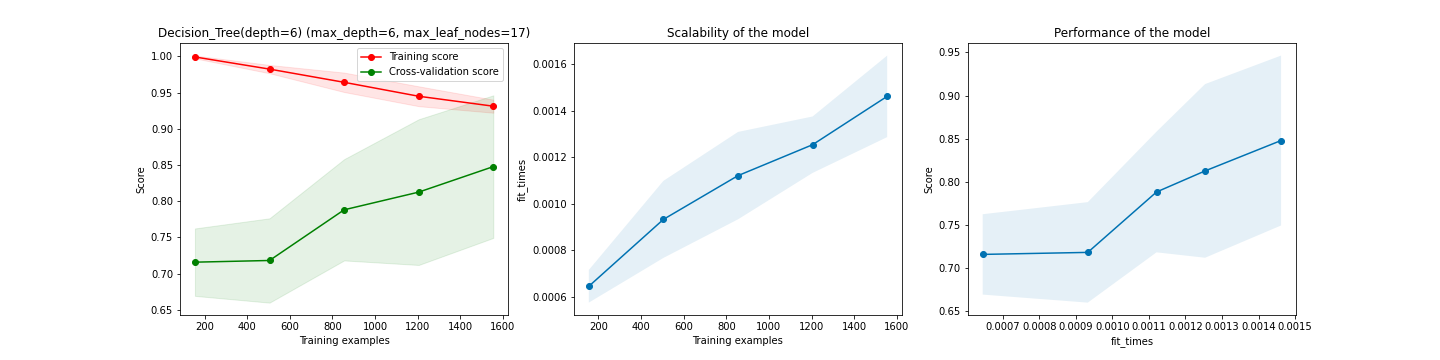 Decision_Tree(depth=6) (max_depth=6, max_leaf_nodes=17)
Training score
Cross-validation score
1.00
0.95
0.90
0.85
0.80
0.75
0.70
0.65
Score
200 400 600 800 1000 1200 1400 1600
Training examples
Scalability of the model
0.0016
0.0014
0.0012
0.0010
0.0008
0.0006
fit_times
200 400 600 800 1000 1200 1400 1600
Training examples
Performance of the model
0.95
0.90
0.85
0.80
0.75
0.70
0.65
Score
0.0007 0.0008 0.0009 0.0010 0.0011 0.0012 0.0013 0.0014 0.0015
fit_times